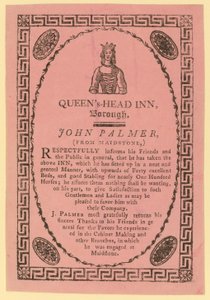 QUEEN's-HEAD INN,
Borough.
JOHN PALMER,
(FROM MAIDSTONE,)
RESPECTFULLY informs his Friends and
the Public in general, that he has taken the
above INN, which he has fitted up in a neat and
genteel Manner, with upwards of Forty excellent
Beds, and good Stabling for nearly One Hundred
Horses; he assures them nothing shall be wanting,
on his part, to give Satisfaction to such
Gentlemen and Ladies as may be
pleased to favor him with
their Company.
J. PALMER most gratefully returns his
sincere Thanks to his Friends in ge-
neral for the Favors he experienc-
ed in the Cabinet Making and
other Branches, in which
he was engaged at
Maidstone.